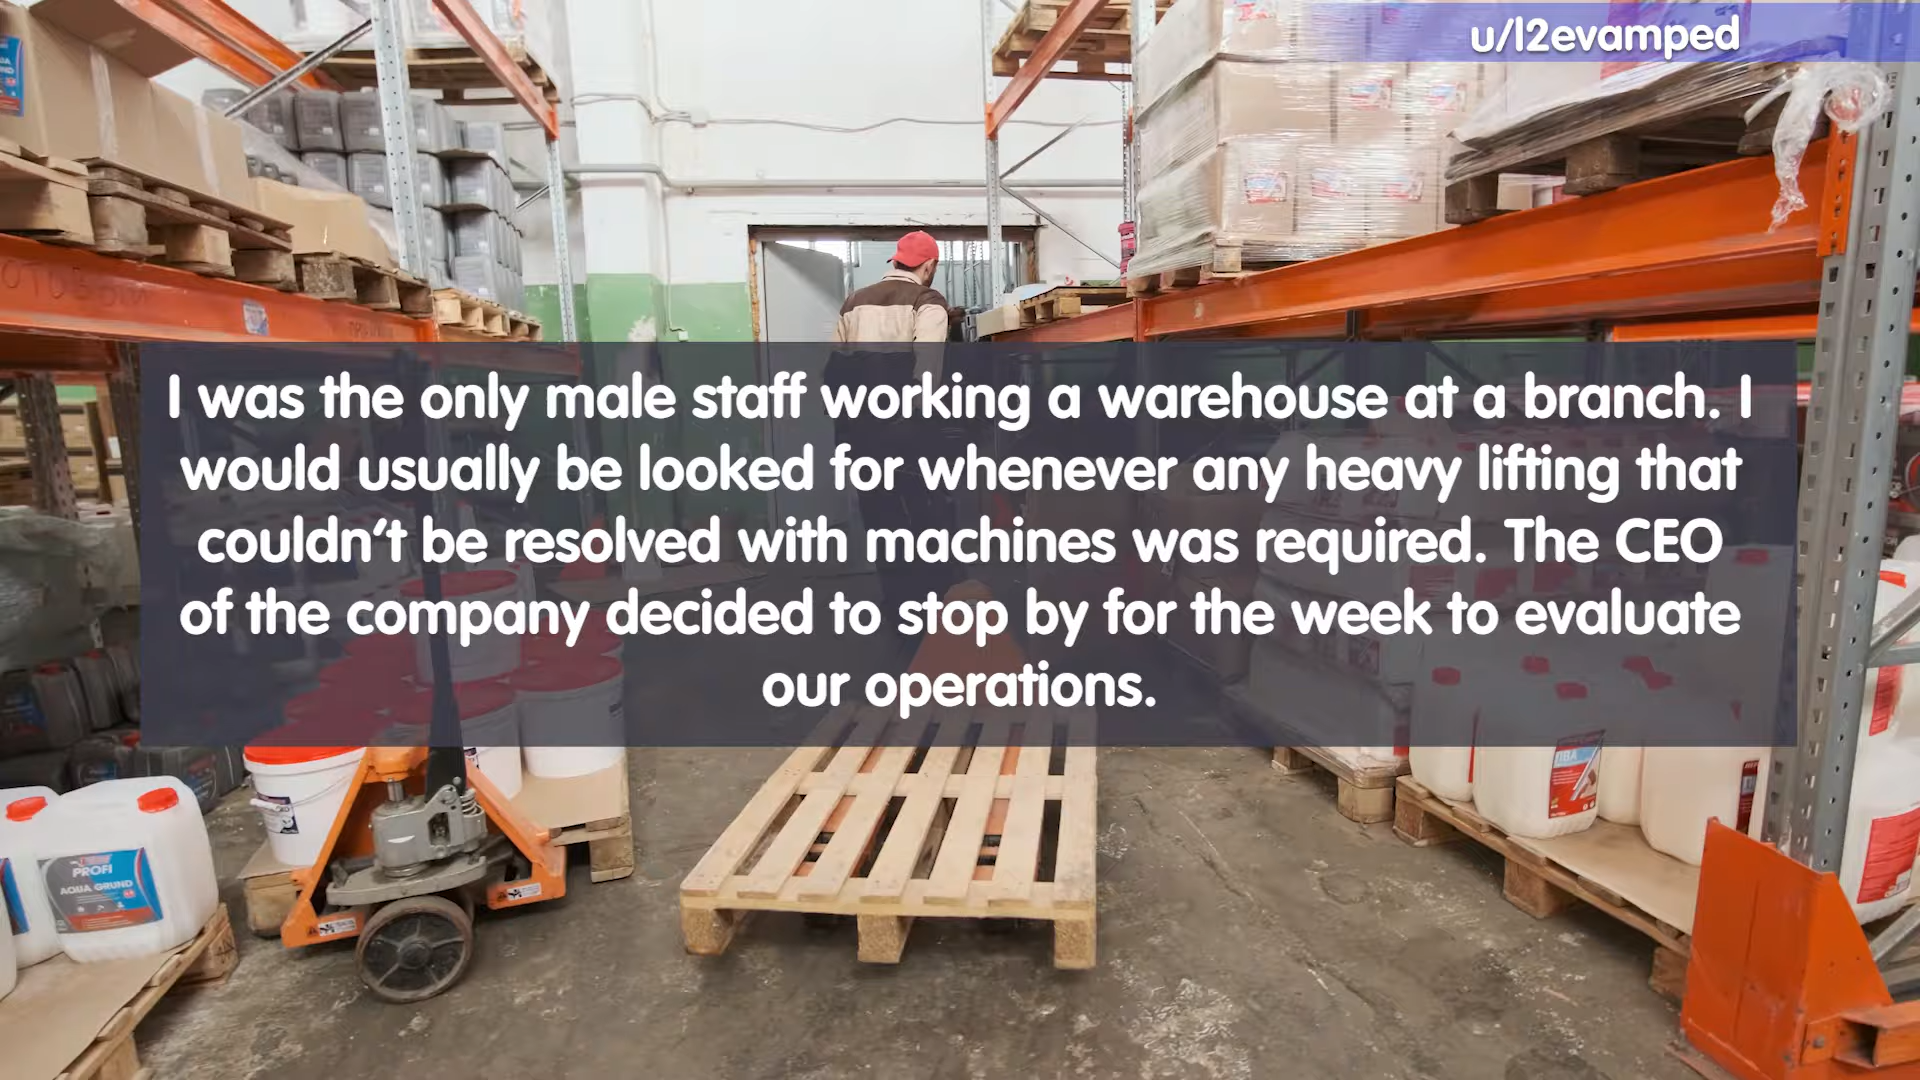 u/l2evamped
I was the only male staff working a warehouse at a branch. I
would usually be looked for whenever any heavy lifting that
couldn't be resolved with machines was required. The CEO
of the company decided to stop by for the week to evaluate
our operations.
PROFI
AQUA GRUND